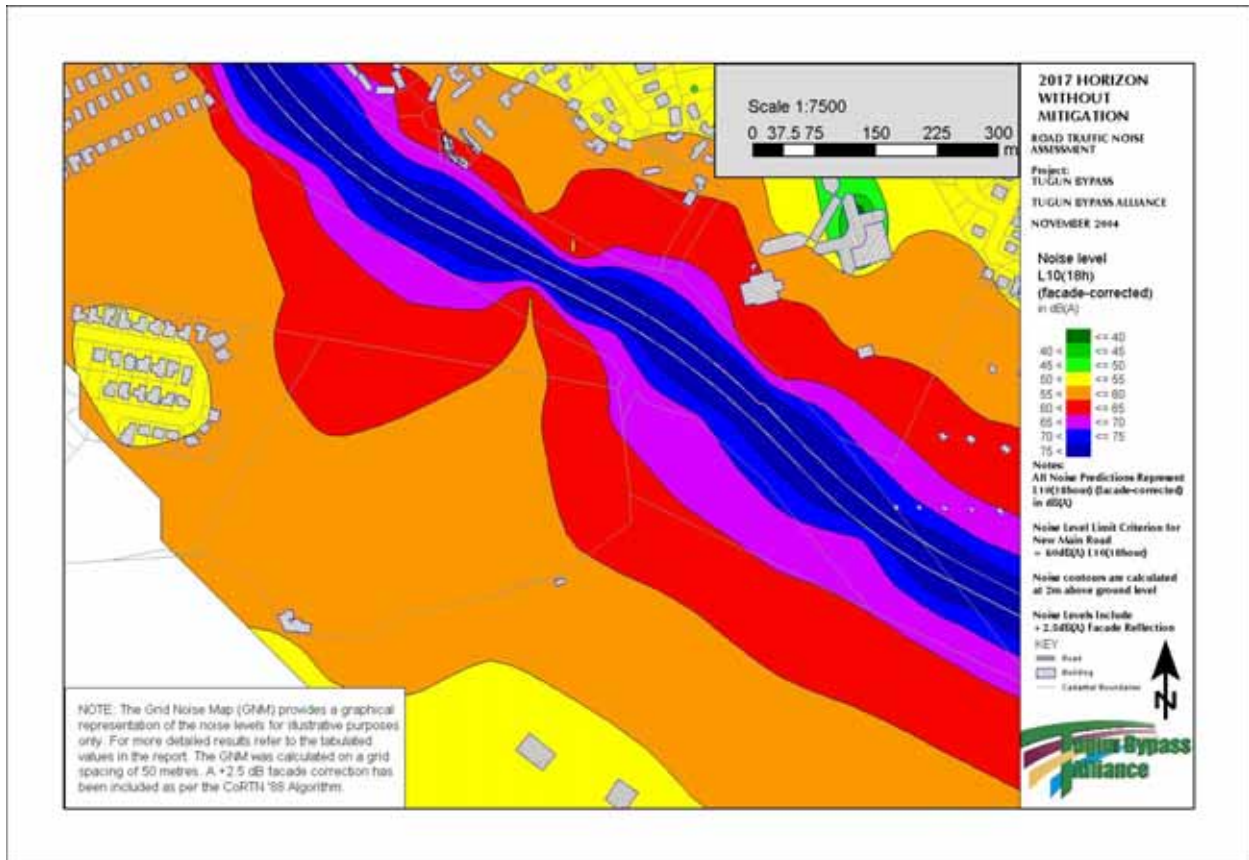 Scale 1:7500
0 37.5 75 150 225 300
m
2017 HORIZON
WITHOUT
MITIGATION
ROAD TRAFFIC NOISE
ASSESSMENT
Project:
TUGUN BYPASS
TUGUN BYPASS ALLIANCE
NOVEMBER 2004
Noise level
L10(18h)
(facade-corrected)
in dB(A)
<= 40
40 < <= 45
45 < <= 50
50 < <= 55
55 < <= 60
60 < <= 65
65 < <= 70
70 < <= 75
75 <
Notes:
All Noise Predictions Represent
L10(18hour) (facade-corrected)
in dB(A)
Noise Level Limit Criterion for
New Main Road
= 60dB(A) L10(18hour)
Noise contours are calculated
at 2m above ground level
Noise Levels Include
+ 2.5dB(A) Facade Reflection
KEY
Road
Building
Cadastral Boundaries
N
Tugun Bypass
Alliance
NOTE: The Grid Noise Map (GNM) provides a graphical
representation of the noise levels for illustrative purposes
only. For more detailed results refer to the tabulated
values in the report. The GNM was calculated on a grid
spacing of 50 metres. A +2.5 dB facade correction has
been included as per the CoRTN '88 Algorithm.